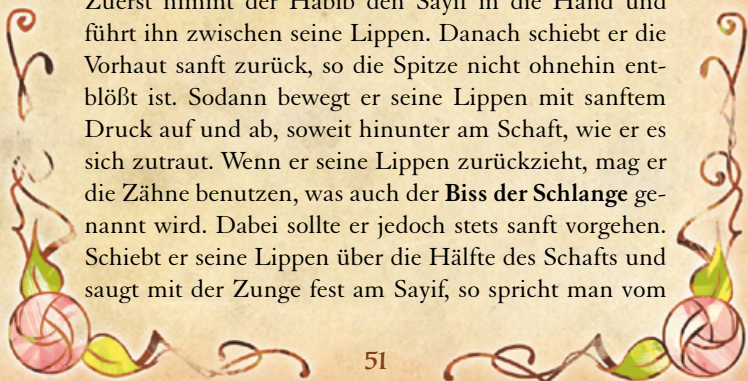 Zuerst nimmt der Habib den Sayif in die Hand und
führt ihn zwischen seine Lippen. Danach schiebt er die
Vorhaut sanft zurück, so die Spitze nicht ohnehin ent-
blößt ist. Sodann bewegt er seine Lippen mit sanftem
Druck auf und ab, soweit hinunter am Schaft, wie er es
sich zutraut. Wenn er seine Lippen zurückzieht, mag er
die Zähne benutzen, was auch der Biss der Schlange ge-
nannt wird. Dabei sollte er jedoch stets sanft vorgehen.
Schiebt er seine Lippen über die Hälfte des Schafts und
saugt mit der Zunge fest am Sayif, so spricht man vom
51